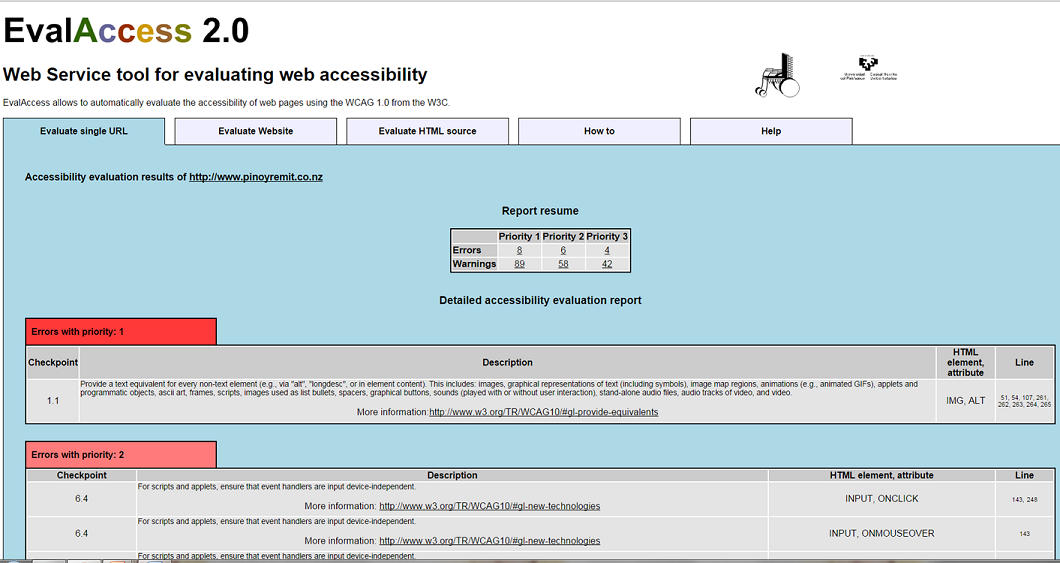 EvalAccess 2.0
Web Service tool for evaluating web accessibility
EvalAccess allows to automatically evaluate the accessibility of web pages using the WCAG 1.0 from the W3C.
Evaluate single URL Evaluate Website Evaluate HTML source How to Help
Accessibility evaluation results of http://www.pinoyremit.co.nz
Report resume
Priority 1 Priority 2 Priority 3
Errors 8 6 4
Warnings 89 58 42
Detailed accessibility evaluation report
Errors with priority: 1
Checkpoint Description HTML element, attribute Line
1.1 Provide a text equivalent for every non-text element (e.g., via "alt", "longdesc", or in element content). This includes: images, graphical representations of text (including symbols), image map regions, animations (e.g., animated GIFs), applets and
programmatic objects, ascii art, frames, scripts, images used as list bullets, spacers, graphical buttons, sounds (played with or without user interaction), stand-alone audio files, audio tracks of video, and video.
More information:http://www.w3.org/TR/WCAG10/#gl-provide-equivalents
IMG, ALT
51, 54, 107, 261,
262, 263, 264, 265
Errors with priority: 2
Checkpoint Description HTML element, attribute Line
For scripts and applets, ensure that event handlers are input device-independent.
6.4 More information: http://www.w3.org/TR/WCAG10/#gl-new-technologies INPUT, ONCLICK 143, 248
For scripts and applets, ensure that event handlers are input device-independent.
6.4 More information: http://www.w3.org/TR/WCAG10/#gl-new-technologies INPUT, ONMOUSEOVER 143
For scripts and applets, ensure that event handlers are input device-independent.